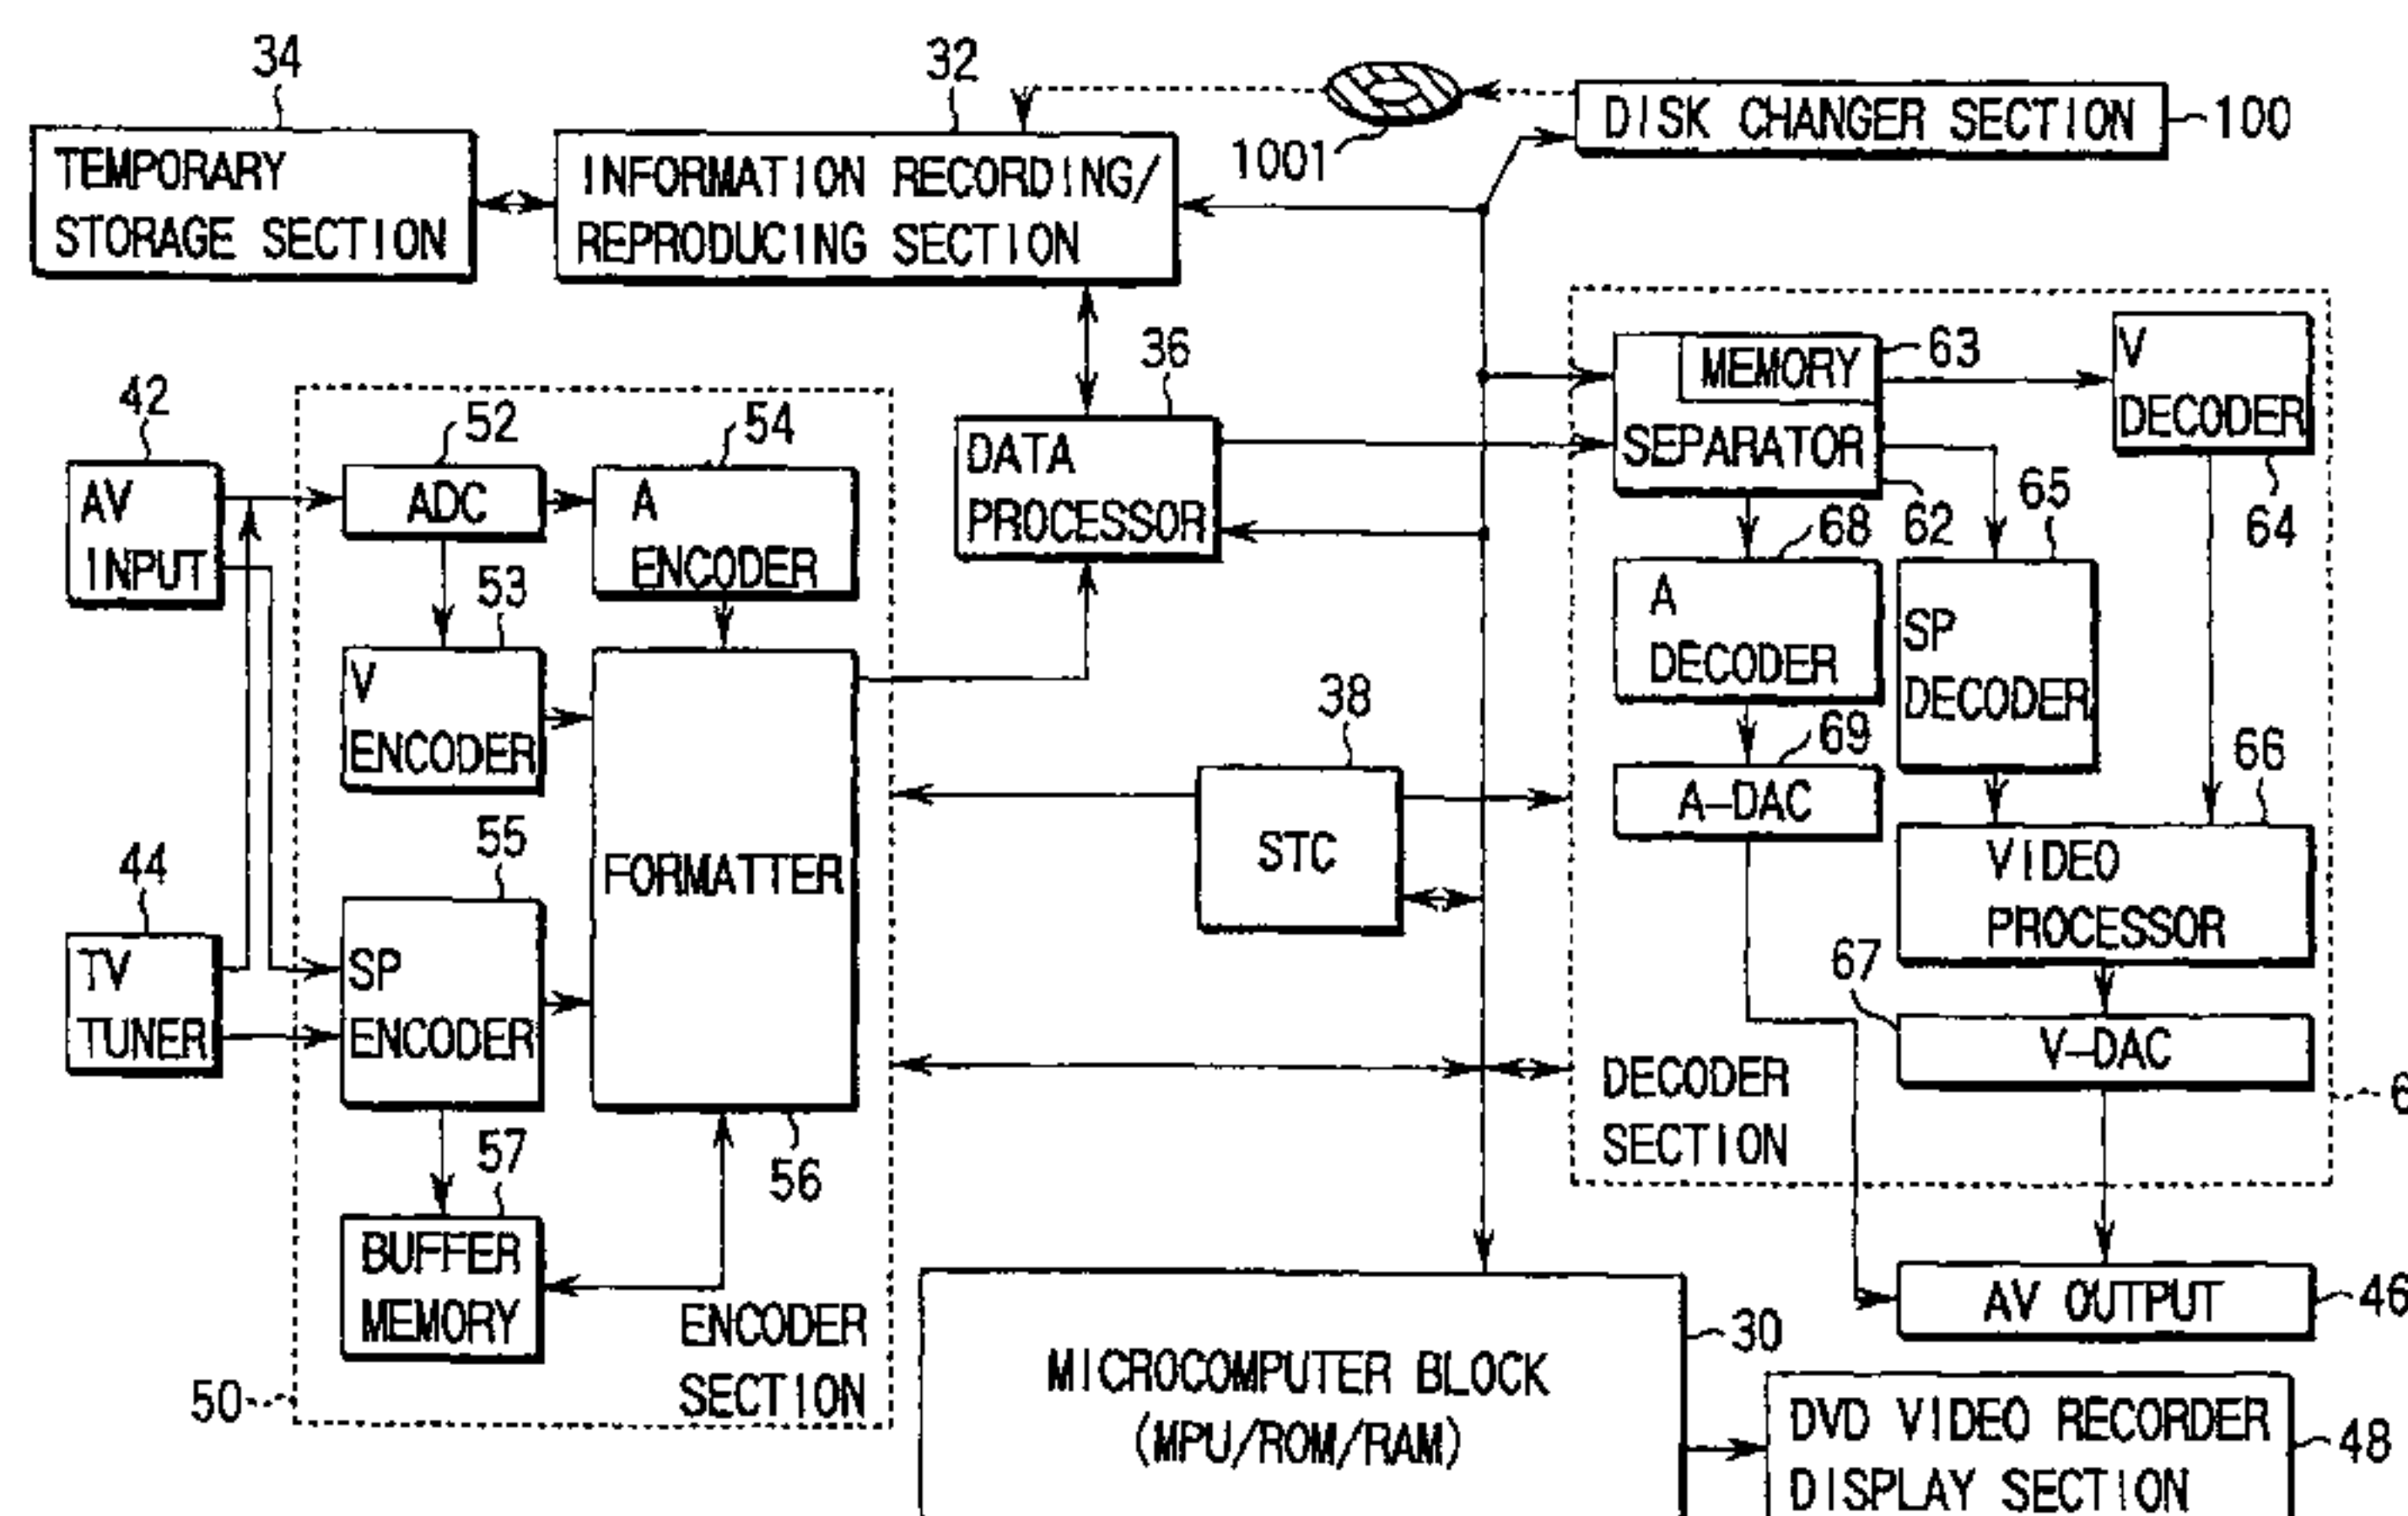 34
32
1001
DISK CHANGER SECTION
100
TEMPORARY
STORAGE SECTION
INFORMATION RECORDING/
REPRODUCING SECTION
42
AV
INPUT
44
TV
TUNER
52
ADC
54
A
ENCODER
53
V
ENCODER
55
SP
ENCODER
FORMATTER
56
57
BUFFER
MEMORY
ENCODER
SECTION
50
36
DATA
PROCESSOR
38
STC
MEMORY
63
SEPARATOR
62
V
DECODER
64
68
A
DECODER
65
SP
DECODER
69
A-DAC
66
VIDEO
PROCESSOR
67
V-DAC
DECODER
SECTION
AV OUTPUT
46
MICROCOMPUTER BLOCK
(MPU/ROM/RAM)
30
DVD VIDEO RECORDER
DISPLAY SECTION
48